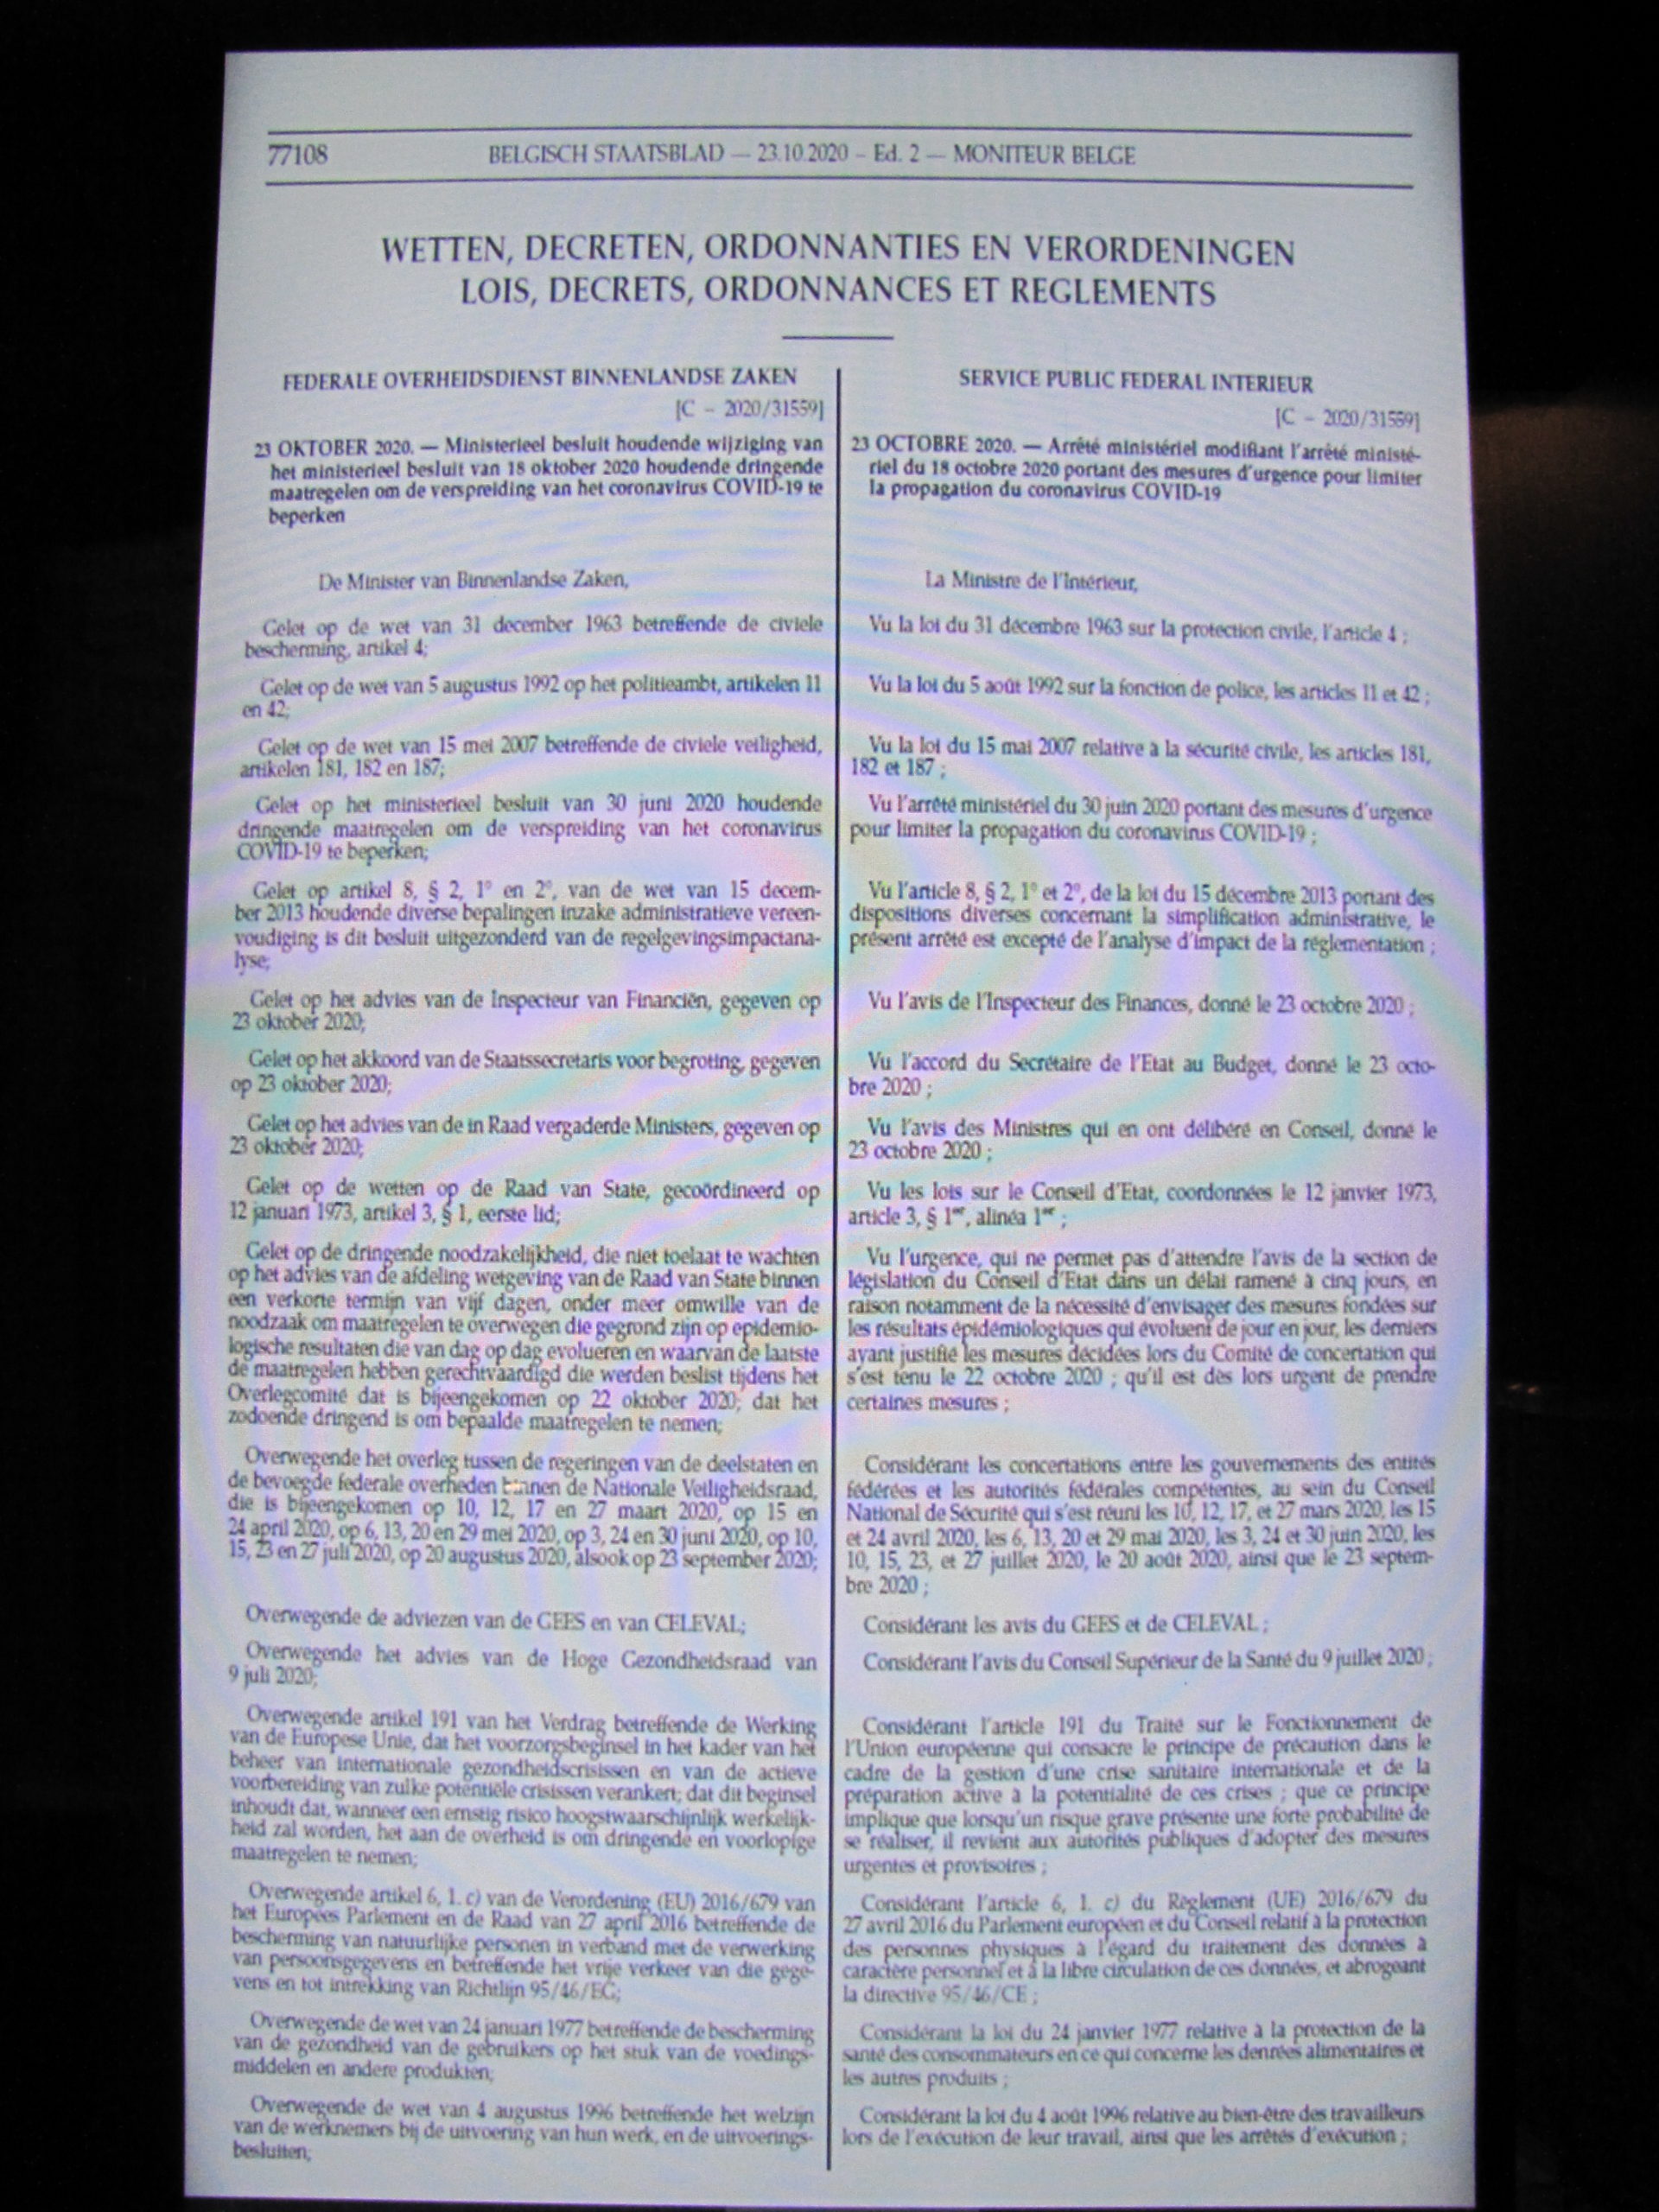 77108 BELGISCH STAATSBLAD — 23.10.2020 – Ed. 2 — MONITEUR BELGE
WETTEN, DECRETEN, ORDONNANTIES EN VERORDENINGEN
LOIS, DECRETS, ORDONNANCES ET REGLEMENTS
FEDERALE OVERHEIDSDIENST BINNENLANDSE ZAKEN
[C – 2020/31559]
23 OKTOBER 2020. — Ministerieel besluit houdende wijziging van
het ministerieel besluit van 18 oktober 2020 houdende dringende
maatregelen om de verspreiding van het coronavirus COVID-19 te
beperken
De Minister van Binnenlandse Zaken,
Gelet op de wet van 31 december 1963 betreffende de civiele
bescherming, artikel 4;
Gelet op de wet van 5 augustus 1992 op het politieambt, artikelen 11
en 42;
Gelet op de wet van 15 mei 2007 betreffende de civiele veiligheid,
artikelen 181, 182 en 187;
Gelet op het ministerieel besluit van 30 juni 2020 houdende
dringende maatregelen om de verspreiding van het coronavirus
COVID-19 te beperken;
Gelet op artikel 8, § 2, 1° en 2°, van de wet van 15 decem-
ber 2013 houdende diverse bepalingen inzake administratieve vereen-
voudiging is dit besluit uitgezonderd van de regelgevingsimpactana-
lyse;
Gelet op het advies van de Inspecteur van Financiën, gegeven op
23 oktober 2020;
Gelet op het akkoord van de Staatssecretaris voor begroting, gegeven
op 23 oktober 2020;
Gelet op het advies van de in Raad vergaderde Ministers, gegeven op
23 oktober 2020;
Gelet op de wetten op de Raad van State, gecoördineerd op
12 januari 1973, artikel 3, § 1, eerste lid;
Gelet op de dringende noodzakelijkheid, die niet toelaat te wachten
op het advies van de afdeling wetgeving van de Raad van State binnen
een verkorte termijn van vijf dagen, onder meer omwille van de
noodzaak om maatregelen te overwegen die gegrond zijn op epidemio-
logische resultaten die van dag op dag evolueren en waarvan de laatste
de maatregelen hebben gerechtvaardigd die werden beslist tijdens het
Overlegcomité dat is bijeengekomen op 22 oktober 2020; dat het
zodoende dringend is om bepaalde maatregelen te nemen;
Overwegende het overleg tussen de regeringen van de deelstaten en
de bevoegde federale overheden binnen de Nationale Veiligheidsraad,
die is bijeengekomen op 10, 12, 17 en 27 maart 2020, op 15 en
24 april 2020, op 6, 13, 20 en 29 mei 2020, op 3, 24 en 30 juni 2020, op 10,
15, 23 en 27 juli 2020, op 20 augustus 2020, alsook op 23 september 2020;
Overwegende de adviezen van de GEES en van CELEVAL;
Overwegende het advies van de Hoge Gezondheidsraad van
9 juli 2020;
Overwegende artikel 191 van het Verdrag betreffende de Werking
van de Europese Unie, dat het voorzorgsbeginsel in het kader van het
beheer van internationale gezondheidscrisissen en van de actieve
voorbereiding van zulke potentiële crisissen verankert; dat dit beginsel
inhoudt dat, wanneer een ernstig risico hoogstwaarschijnlijk werkelijk-
heid zal worden, het aan de overheid is om dringende en voorlopige
maatregelen te nemen;
Overwegende artikel 6, 1. c) van de Verordening (EU) 2016/679 van
het Europees Parlement en de Raad van 27 april 2016 betreffende de
bescherming van natuurlijke personen in verband met de verwerking
van persoonsgegevens en betreffende het vrije verkeer van die gege-
vens en tot intrekking van Richtlijn 95/46/EG;
Overwegende de wet van 24 januari 1977 betreffende de bescherming
van de gezondheid van de gebruikers op het stuk van de voedings-
middelen en andere produkten;
Overwegende de wet van 4 augustus 1996 betreffende het welzijn
van de werknemers bij de uitvoering van hun werk, en de uitvoerings-
besluiten;
SERVICE PUBLIC FEDERAL INTERIEUR
[C – 2020/31559]
23 OCTOBRE 2020. — Arrêté ministériel modifiant l'arrêté ministé-
riel du 18 octobre 2020 portant des mesures d'urgence pour limiter
la propagation du coronavirus COVID-19
La Ministre de l'Intérieur,
Vu la loi du 31 décembre 1963 sur la protection civile, l'article 4 ;
Vu la loi du 5 août 1992 sur la fonction de police, les articles 11 et 42 ;
Vu la loi du 15 mai 2007 relative à la sécurité civile, les articles 181,
182 et 187 ;
Vu l'arrêté ministériel du 30 juin 2020 portant des mesures d'urgence
pour limiter la propagation du coronavirus COVID-19 ;
Vu l'article 8, § 2, 1° et 2°, de la loi du 15 décembre 2013 portant des
dispositions diverses concernant la simplification administrative, le
présent arrêté est excepté de l'analyse d'impact de la réglementation ;
Vu l'avis de l'Inspecteur des Finances, donné le 23 octobre 2020 ;
Vu l'accord du Secrétaire de l'Etat au Budget, donné le 23 octo-
bre 2020 ;
Vu l'avis des Ministres qui en ont délibéré en Conseil, donné le
23 octobre 2020 ;
Vu les lois sur le Conseil d'Etat, coordonnées le 12 janvier 1973,
article 3, § 1er, alinéa 1er ;
Vu l'urgence, qui ne permet pas d'attendre l'avis de la section de
législation du Conseil d'Etat dans un délai ramené à cinq jours, en
raison notamment de la nécessité d'envisager des mesures fondées sur
les résultats épidémiologiques qui évoluent de jour en jour, les derniers
ayant justifié les mesures décidées lors du Comité de concertation qui
s'est tenu le 22 octobre 2020 ; qu'il est dès lors urgent de prendre
certaines mesures ;
Considérant les concertations entre les gouvernements des entités
fédérées et les autorités fédérales compétentes, au sein du Conseil
National de Sécurité qui s'est réuni les 10, 12, 17, et 27 mars 2020, les 15
et 24 avril 2020, les 6, 13, 20 et 29 mai 2020, les 3, 24 et 30 juin 2020, les
10, 15, 23, et 27 juillet 2020, le 20 août 2020, ainsi que le 23 septem-
bre 2020 ;
Considérant les avis du GEES et de CELEVAL ;
Considérant l'avis du Conseil Supérieur de la Santé du 9 juillet 2020 ;
Considérant l'article 191 du Traité sur le Fonctionnement de
l'Union européenne qui consacre le principe de précaution dans le
cadre de la gestion d'une crise sanitaire internationale et de la
préparation active à la potentialité de ces crises ; que ce principe
implique que lorsqu'un risque grave présente une forte probabilité de
se réaliser, il revient aux autorités publiques d'adopter des mesures
urgentes et provisoires ;
Considérant l'article 6, 1. c) du Règlement (UE) 2016/679 du
27 avril 2016 du Parlement européen et du Conseil relatif à la protection
des personnes physiques à l'égard du traitement des données à
caractère personnel et à la libre circulation de ces données, et abrogeant
la directive 95/46/CE ;
Considérant la loi du 24 janvier 1977 relative à la protection de la
santé des consommateurs en ce qui concerne les denrées alimentaires et
les autres produits ;
Considérant la loi du 4 août 1996 relative au bien-être des travailleurs
lors de l'exécution de leur travail, ainsi que les arrêtés d'exécution ;